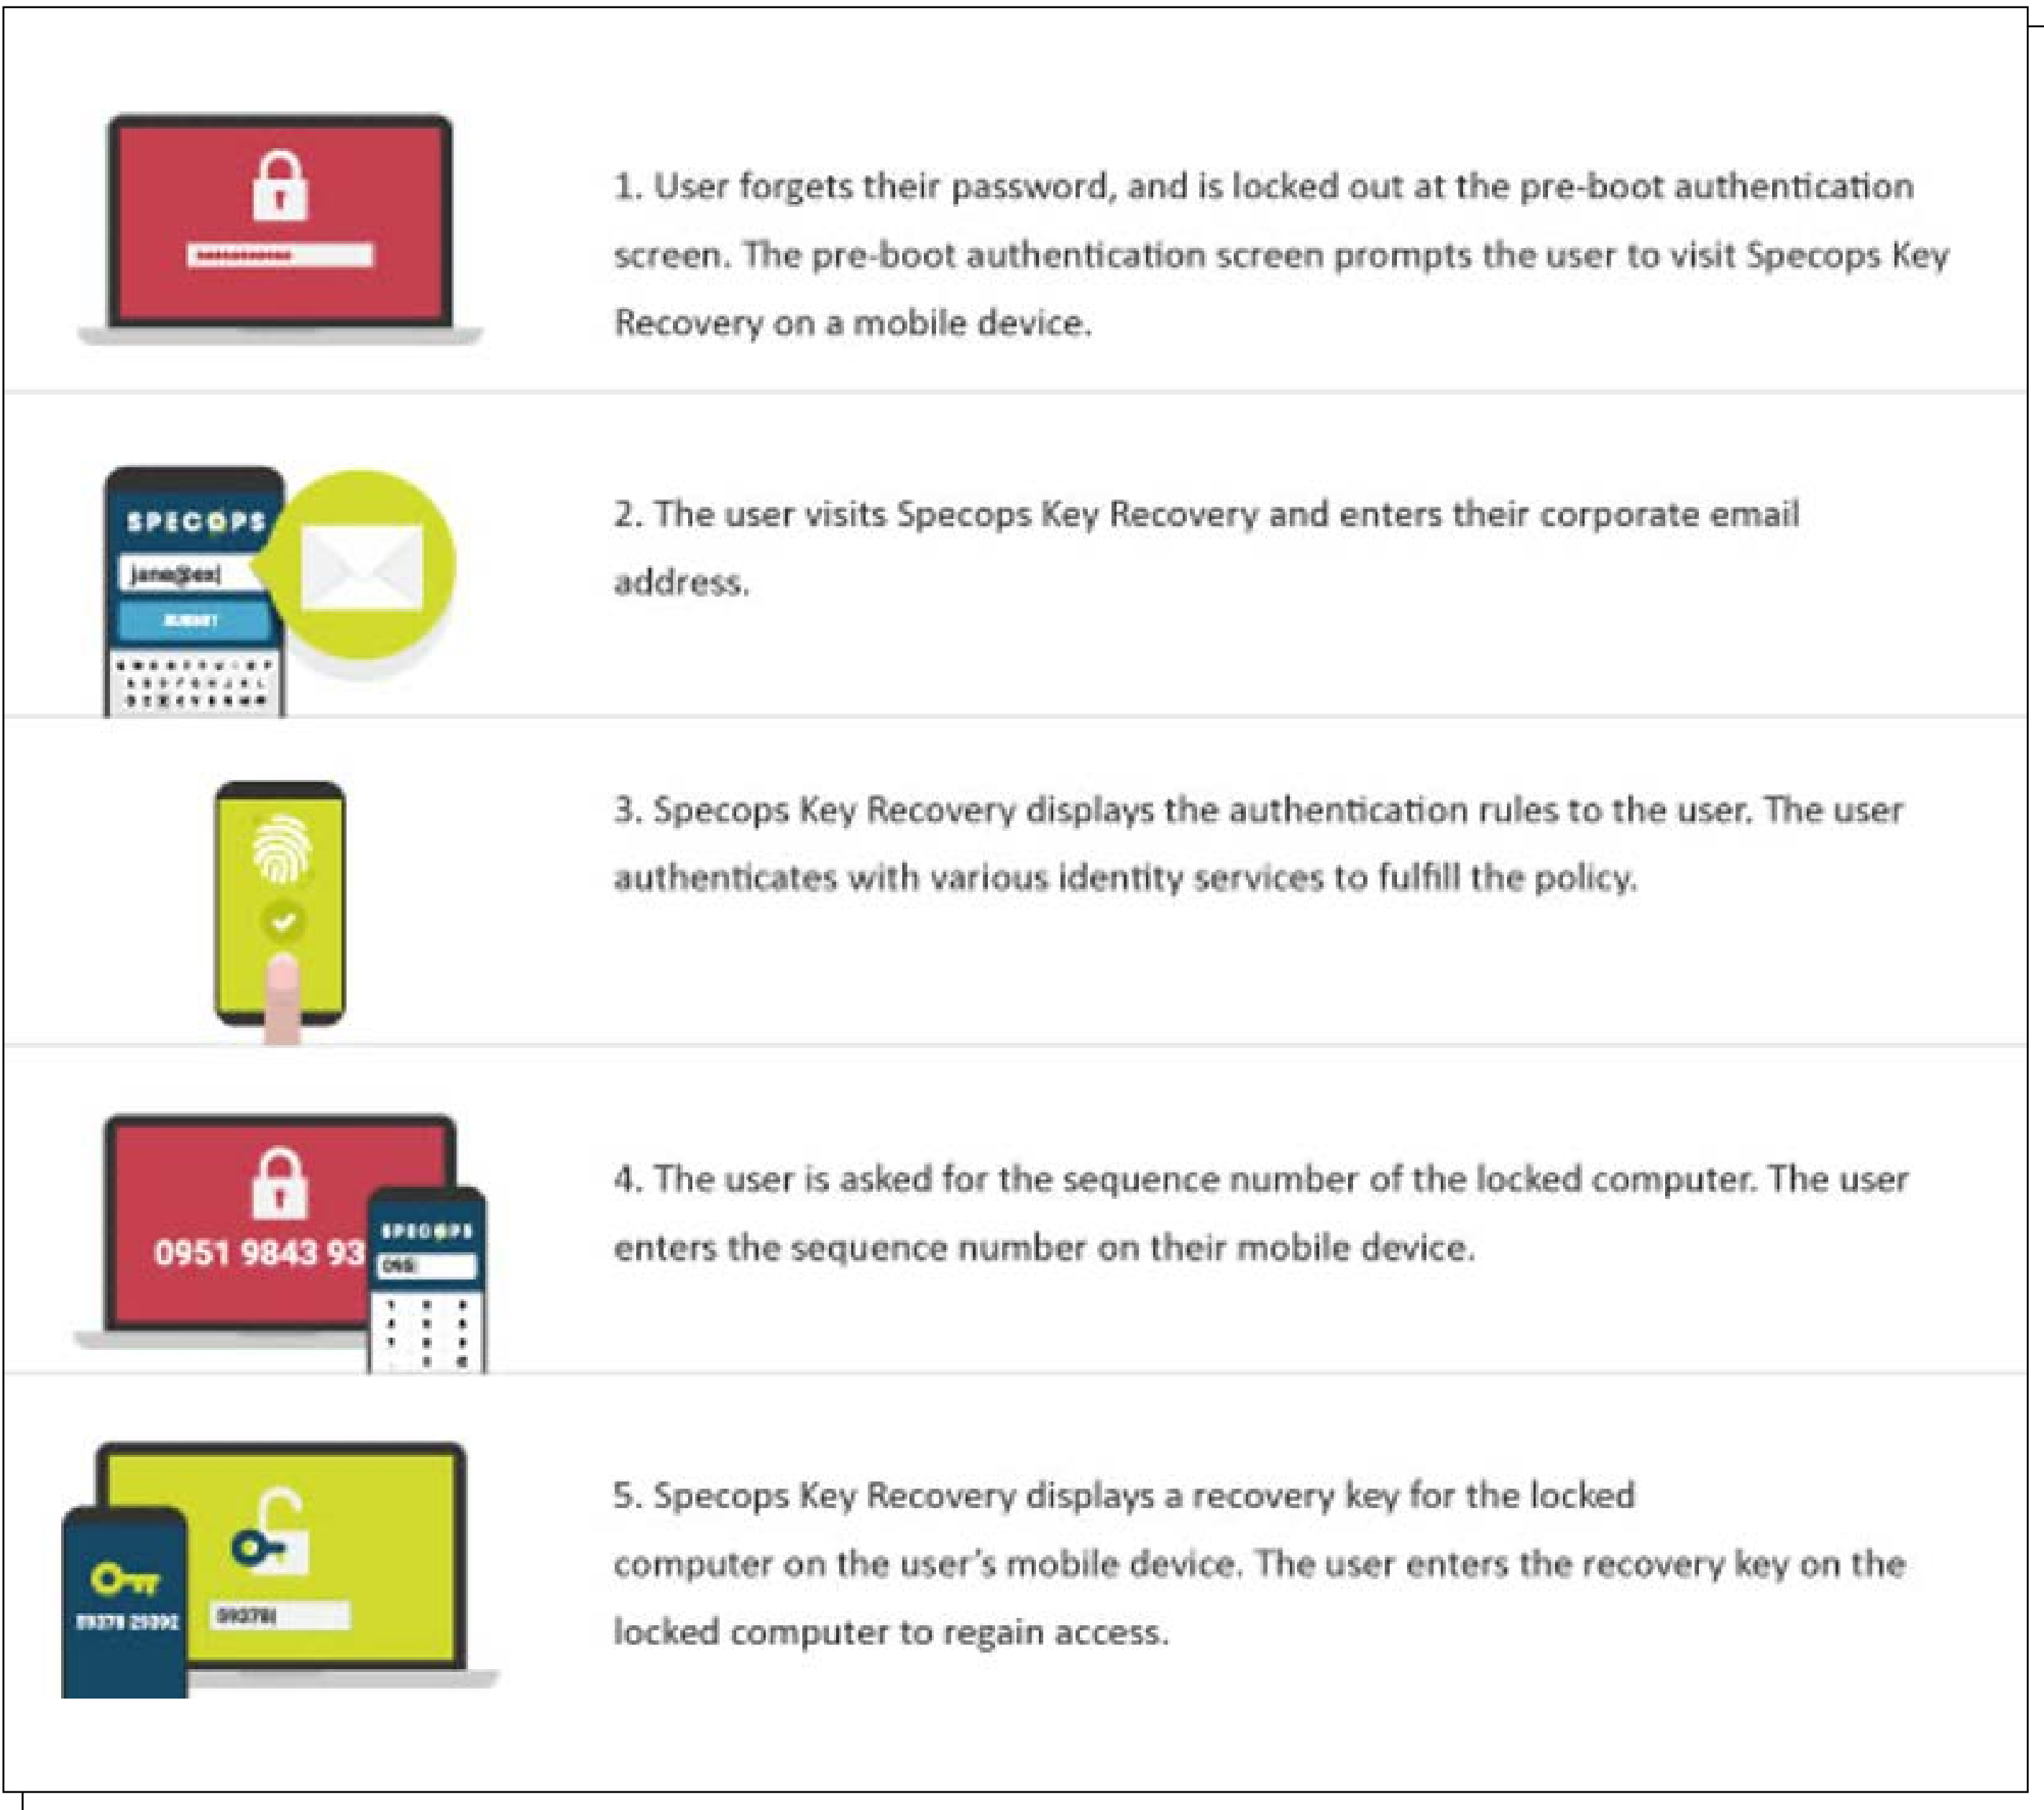 1. User forgets their password, and is locked out at the pre-boot authentication
screen. The pre-boot authentication screen prompts the user to visit Specops Key
Recovery on a mobile device.
SPECOPS
jane@ex|
SUBMIT
2. The user visits Specops Key Recovery and enters their corporate email
address.
3. Specops Key Recovery displays the authentication rules to the user. The user
authenticates with various identity services to fulfill the policy.
0951 9843 93
SPECOPS
095|
4. The user is asked for the sequence number of the locked computer. The user
enters the sequence number on their mobile device.
5. Specops Key Recovery displays a recovery key for the locked
computer on the user’s mobile device. The user enters the recovery key on the
locked computer to regain access.